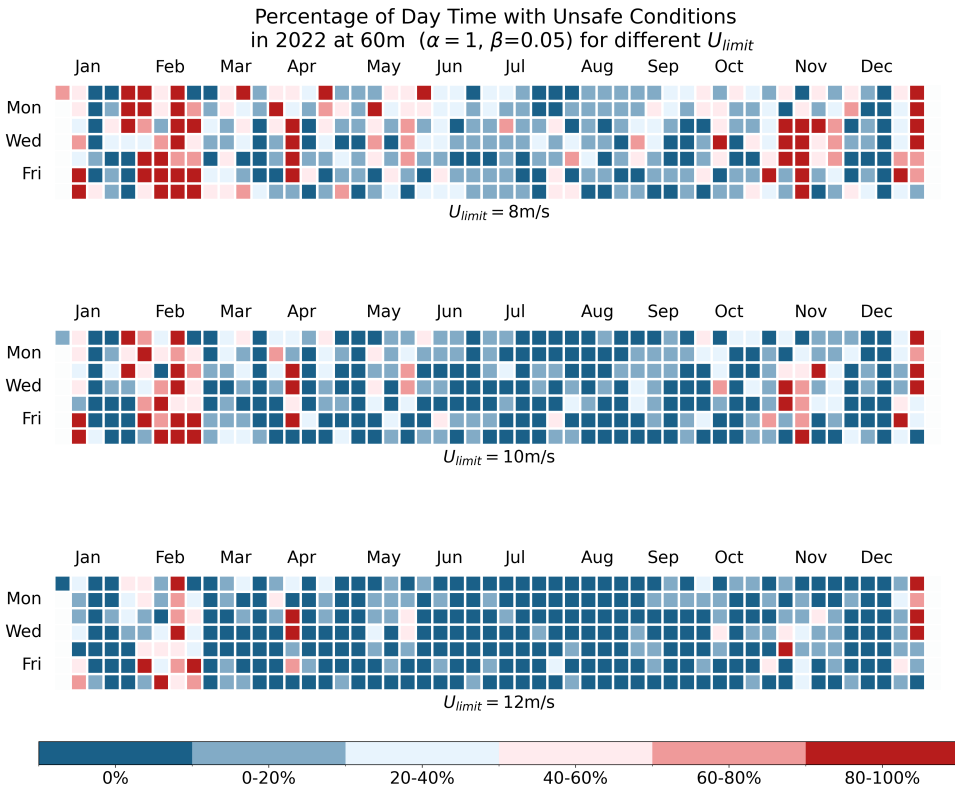 Percentage of Day Time with Unsafe Conditions
in 2022 at 60m (α = 1, β=0.05) for different U_limit
Jan Feb Mar Apr May Jun Jul Aug Sep Oct Nov Dec
Mon
Wed
Fri
U_limit = 8m/s
Jan Feb Mar Apr May Jun Jul Aug Sep Oct Nov Dec
Mon
Wed
Fri
U_limit = 10m/s
Jan Feb Mar Apr May Jun Jul Aug Sep Oct Nov Dec
Mon
Wed
Fri
U_limit = 12m/s
0% 0-20% 20-40% 40-60% 60-80% 80-100%